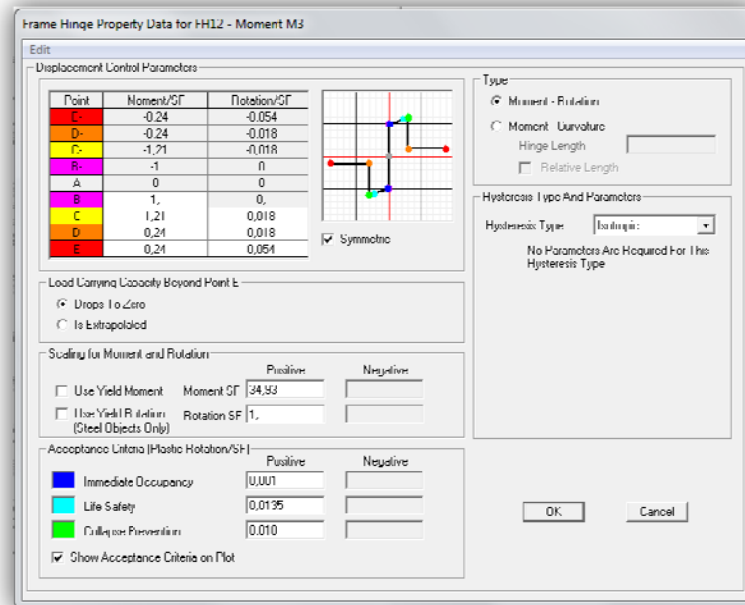 Frame Hinge Property Data for FH12 - Moment M3
Edit
Displacement Control Parameters
Point Moment/SF Rotation/SF
E- -0.24 -0.054
D- -0.24 -0.018
C- -1,21 -0,018
B- -1 0
A 0 0
B 1, 0,
C 1,21 0,018
D 0,24 0,018
E 0,24 0,054
Symmetric
Load Carrying Capacity Beyond Point E
Drops To Zero
Is Extrapolated
Scaling for Moment and Rotation
Positive Negative
Use Yield Moment Moment SF 34,93
Use Yield Rotation Rotation SF 1,
(Steel Objects Only)
Acceptance Criteria (Plastic Rotation/SF)
Positive Negative
Immediate Occupancy 0,001
Life Safety 0,0135
Collapse Prevention
Show Acceptance Criteria on Plot
Type
Moment - Rotation
Moment - Curvature
Hinge Length
Relative Length
Hysteresis Type And Parameters
Hysteresis Type Isotropic
No Parameters Are Required For This
Hysteresis Type
OK Cancel